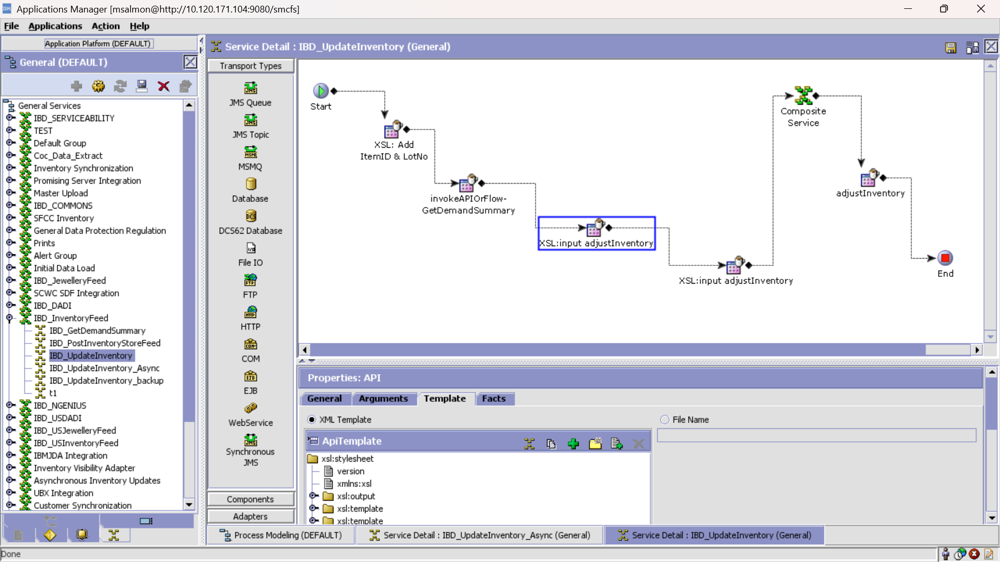 Applications Manager [msalmon@http://10.120.171.104:9080/smcfs]
File Applications Action Help
Application Platform (DEFAULT)
General (DEFAULT)
General Services
IBD_SERVICEABILITY
TEST
Default Group
Coc_Data_Extract
Inventory Synchronization
Promising Server Integration
Master Upload
IBD_COMMONS
SFCC Inventory
General Data Protection Regulation
Prints
Alert Group
Initial Data Load
IBD_JewelleryFeed
SCWC SDF Integration
IBD_DADI
IBD_InventoryFeed
IBD_GetDemandSummary
IBD_PostInventoryStoreFeed
IBD_UpdateInventory
IBD_UpdateInventory_Async
IBD_UpdateInventory_backup
t1
IBD_NGENIUS
IBD_USDADI
IBD_USJewelleryFeed
IBD_USInventoryFeed
IBMJDA Integration
Inventory Visibility Adapter
Asynchronous Inventory Updates
UBX Integration
Customer Synchronization
Service Detail : IBD_UpdateInventory (General)
Transport Types
JMS Queue
JMS Topic
MSMQ
Database
DCS62 Database
File IO
FTP
HTTP
COM
EJB
WebService
Synchronous
JMS
Components
Adapters
Start
XSL: Add
ItemID & LotNo
invokeAPIOrFlow-
GetDemandSummary
XSL:input adjustInventory
XSL:input adjustInventory
Composite
Service
adjustInventory
End
Properties: API
General Arguments Template Facts
XML Template
File Name
ApiTemplate
xsl:stylesheet
version
xmlns:xsl
xsl:output
xsl:template
xsl:template
Process Modeling (DEFAULT)
Service Detail : IBD_UpdateInventory_Async (General)
Service Detail : IBD_UpdateInventory (General)
Done